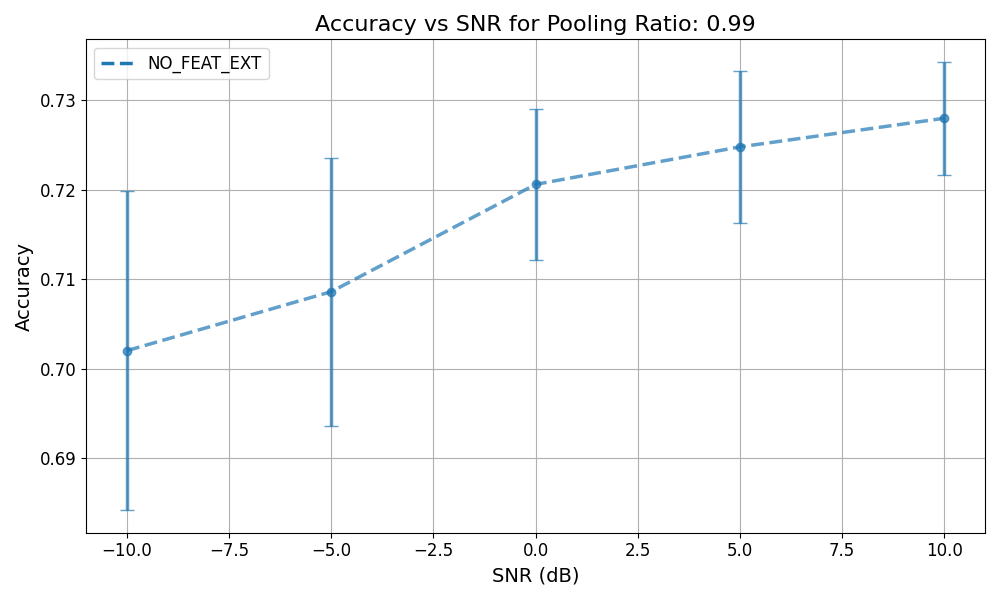 Accuracy vs SNR for Pooling Ratio: 0.99
NO_FEAT_EXT
0.73
0.72
0.71
0.70
0.69
Accuracy
−10.0 −7.5 −5.0 −2.5 0.0 2.5 5.0 7.5 10.0
SNR (dB)